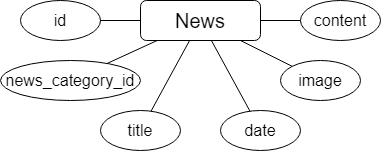 id
News
content
news_category_id
image
title
date